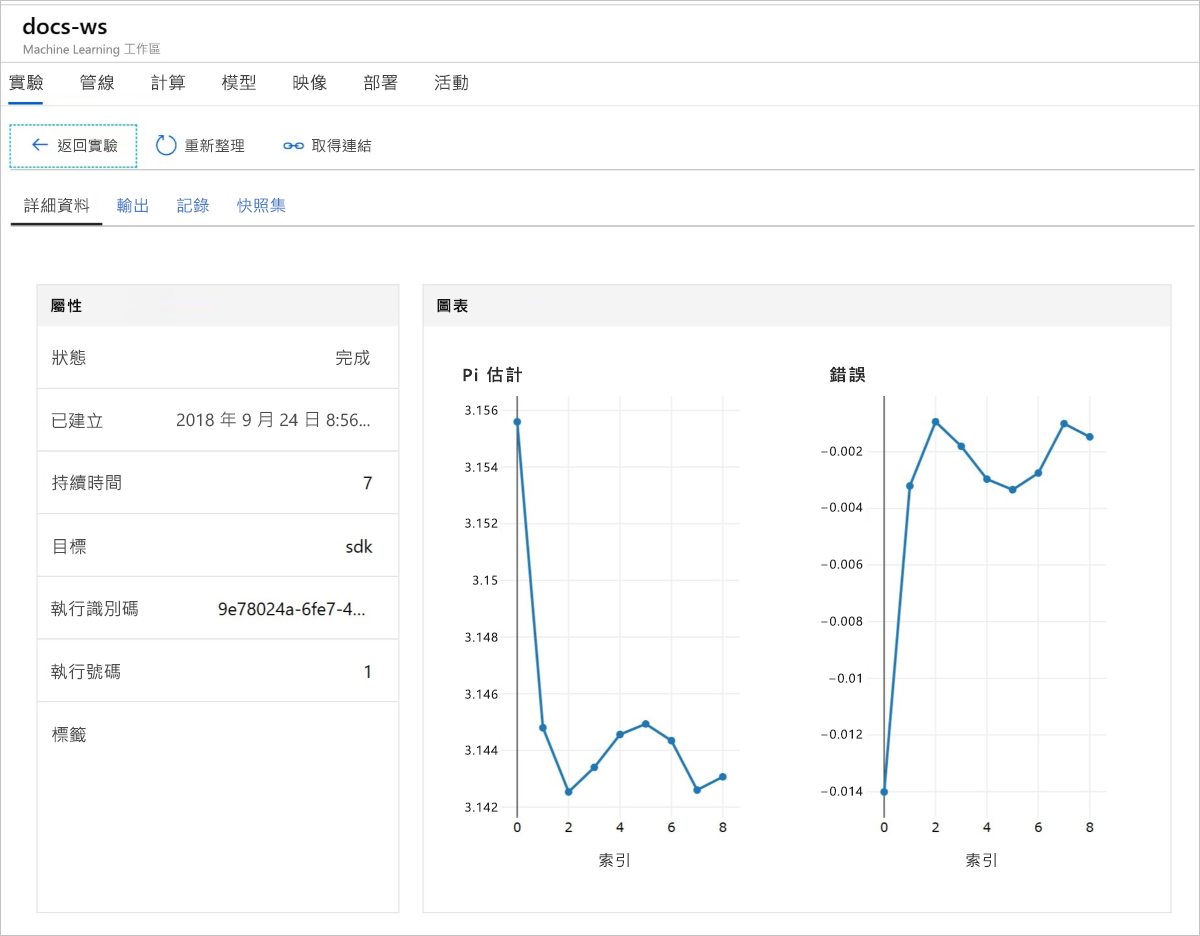 docs-ws
Machine Learning 工作區
實驗 管線 計算 模型 映像 部署 活動
返回實驗 重新整理 取得連結
詳細資料 輸出 記錄 快照集
屬性
狀態 完成
已建立 2018 年 9 月 24 日 8:56...
持續時間 7
目標 sdk
執行識別碼 9e78024a-6fe7-4...
執行號碼 1
標籤
圖表
Pi 估計
3.156
3.154
3.152
3.15
3.148
3.146
3.144
3.142
0 2 4 6 8
索引
錯誤
−0.002
−0.004
−0.006
−0.008
−0.01
−0.012
−0.014
0 2 4 6 8
索引